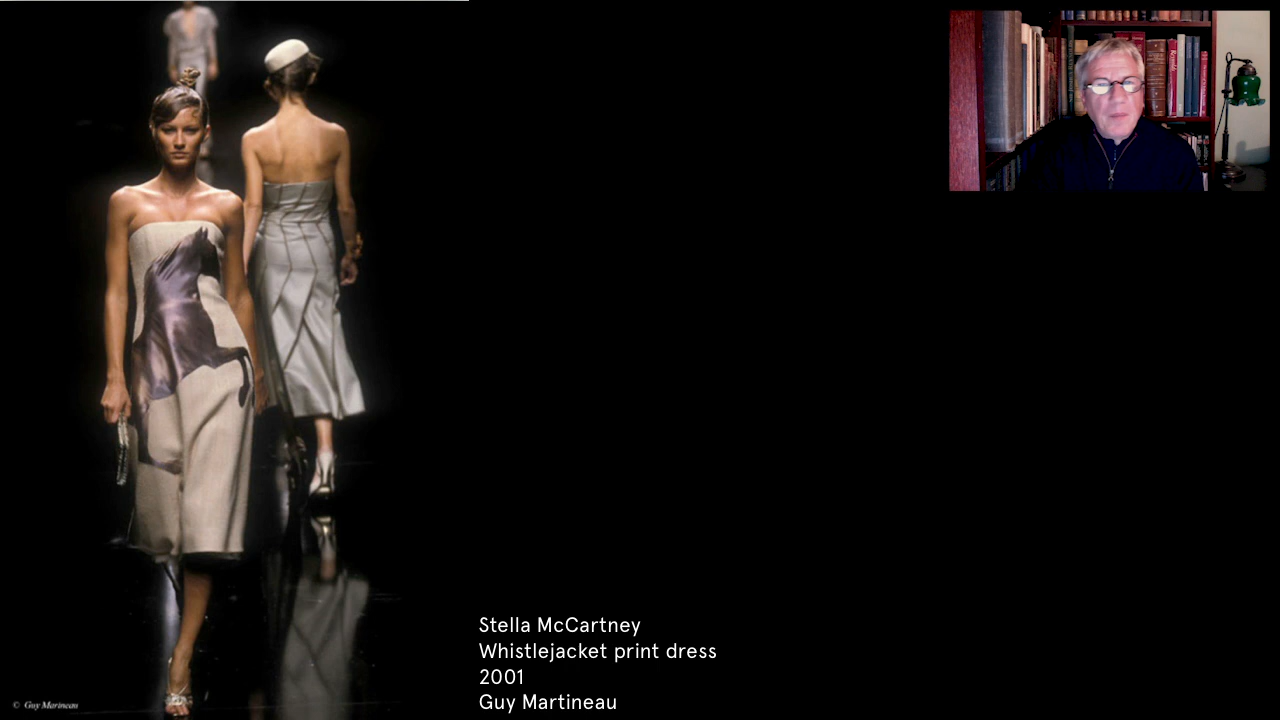 Stella McCartney
Whistlejacket print dress
2001
Guy Martineau
© Guy Marineau